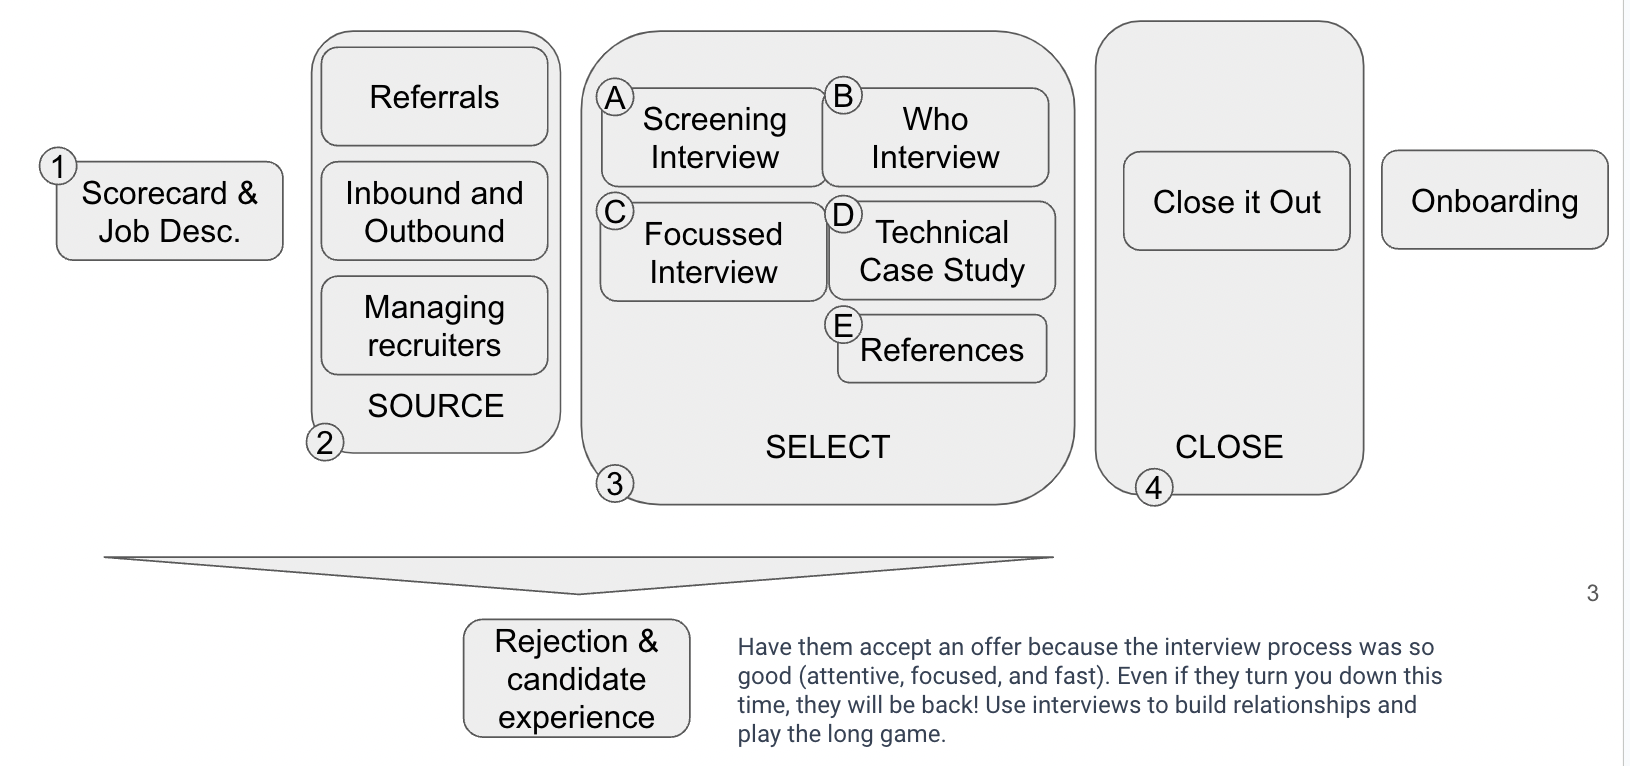 1
Scorecard &
Job Desc.
Referrals
Inbound and
Outbound
Managing
recruiters
SOURCE
2
A
Screening
Interview
B
Who
Interview
C
Focussed
Interview
D
Technical
Case Study
E
References
SELECT
3
Close it Out
CLOSE
4
Onboarding
Rejection &
candidate
experience
Have them accept an offer because the interview process was so
good (attentive, focused, and fast). Even if they turn you down this
time, they will be back! Use interviews to build relationships and
play the long game.
3